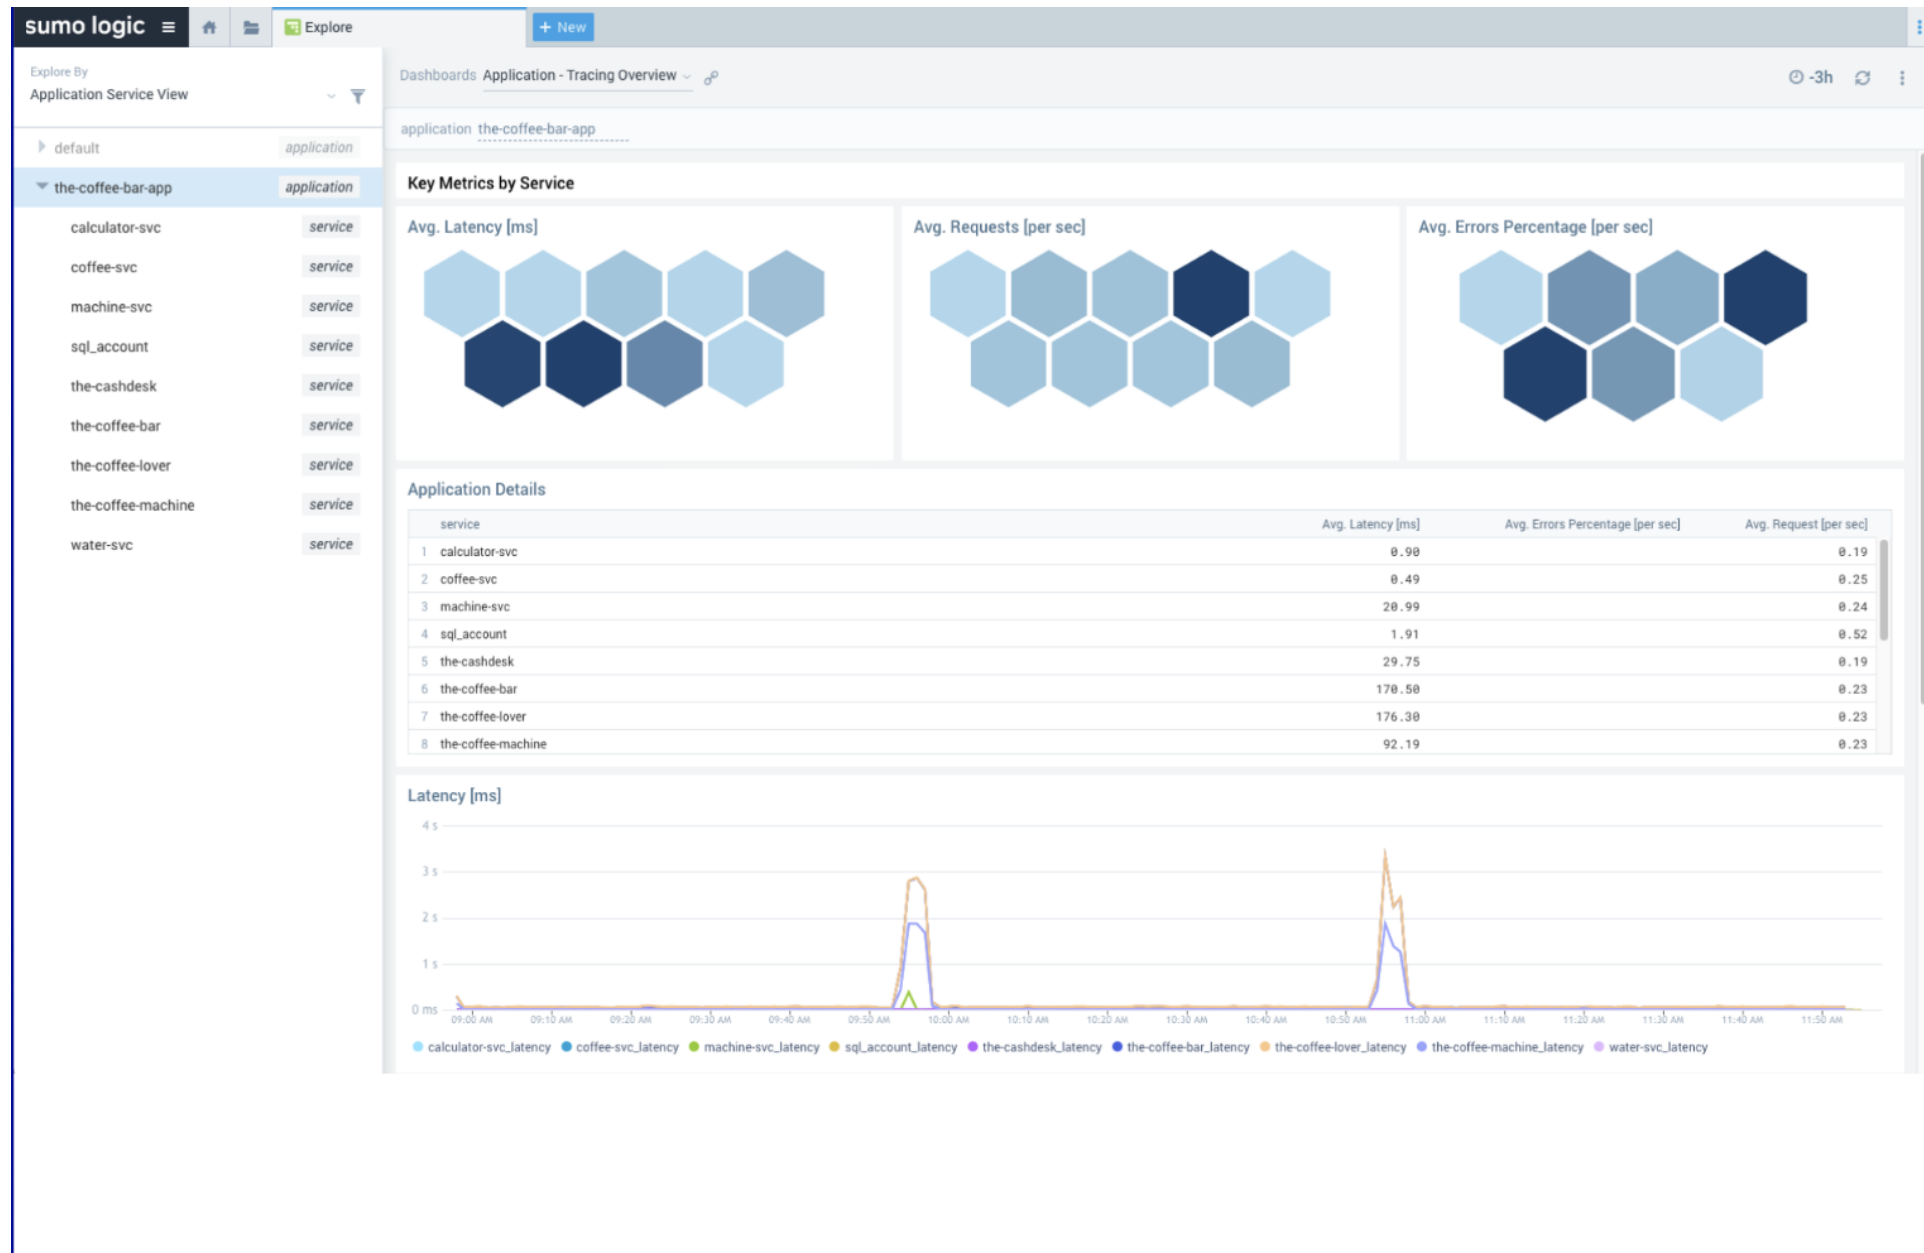 sumo logic Explore + New
Explore By
Application Service View
Dashboards Application - Tracing Overview -3h
application the-coffee-bar-app
default application
the-coffee-bar-app application
calculator-svc service
coffee-svc service
machine-svc service
sql_account service
the-cashdesk service
the-coffee-bar service
the-coffee-lover service
the-coffee-machine service
water-svc service
Key Metrics by Service
Avg. Latency [ms] Avg. Requests [per sec] Avg. Errors Percentage [per sec]
Application Details
service Avg. Latency [ms] Avg. Errors Percentage [per sec] Avg. Request [per sec]
1 calculator-svc 0.90 0.19
2 coffee-svc 0.49 0.25
3 machine-svc 20.99 0.24
4 sql_account 1.91 0.52
5 the-cashdesk 29.75 0.19
6 the-coffee-bar 170.50 0.23
7 the-coffee-lover 176.30 0.23
8 the-coffee-machine 92.19 0.23
Latency [ms]
4 s
3 s
2 s
1 s
0 ms
09:00 AM 09:10 AM 09:20 AM 09:30 AM 09:40 AM 09:50 AM 10:00 AM 10:10 AM 10:20 AM 10:30 AM 10:40 AM 10:50 AM 11:00 AM 11:10 AM 11:20 AM 11:30 AM 11:40 AM 11:50 AM
calculator-svc_latency coffee-svc_latency machine-svc_latency sql_account_latency the-cashdesk_latency the-coffee-bar_latency the-coffee-lover_latency the-coffee-machine_latency water-svc_latency